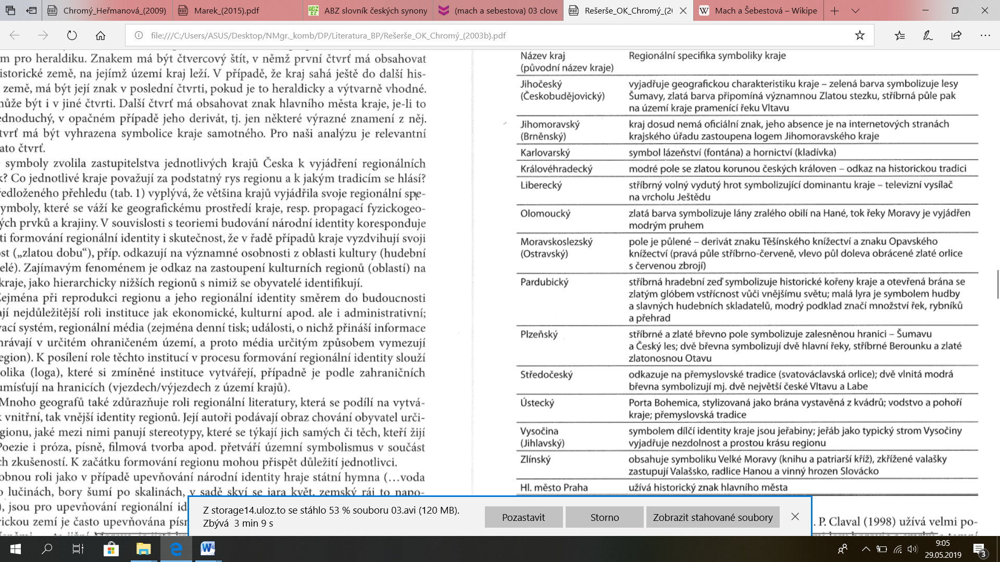 Chromý_Heřmanová_(2009)
Marek_(2015).pdf
ABZ slovník českých synony
(mach a sebestova) 03 clove
Rešerše_OK_Chromý_(20
Mach a Šebestová – Wikipe
file:///C:/Users/ASUS/Desktop/NMgr._komb/DP/Literatura_BP/Rešerše_OK_Chromý_(2003b).pdf
m pro heraldiku. Znakem má být čtvercový štít, v němž první čtvrť má obsahovat
istorické země, na jejímž území kraj leží. V případě, že kraj sahá ještě do další his-
země, má být její znak v poslední čtvrti, pokud je to heraldicky a výtvarně vhodné.
může být i v jiné čtvrti. Další čtvrť má obsahovat znak hlavního města kraje, je-li to
ednoduchý, v opačném případě jeho derivát, tj. jen některé výrazné znamení z něj.
tvrť má být vyhrazena symbolice kraje samotného. Pro naši analýzu je relevantní
ato čtvrť.
symboly zvolila zastupitelstva jednotlivých krajů Česka k vyjádření regionálních
k? Co jednotlivé kraje považují za podstatný rys regionu a k jakým tradicím se hlásí?
ředloženého přehledu (tab. 1) vyplývá, že většina krajů vyjádřila svoje regionální spe-
ymboly, které se váží ke geografickému prostředí kraje, resp. propagací fyzickogeo-
ých prvků a krajiny. V souvislosti s teoriemi budování národní identity koresponduje
ti formování regionální identity i skutečnost, že v řadě případů kraje vyzdvihují svoji
ost („zlatou dobu“), příp. odkazují na významné osobnosti z oblasti kultury (hudební
elé). Zajímavým fenoménem je odkaz na zastoupení kulturních regionů (oblastí) na
kraje, jako hierarchicky nižších regionů s nimiž se obyvatelé identifikují.
Zejména při reprodukci regionu a jeho regionální identity směrem do budoucnosti
ají nejdůležitější roli instituce jak ekonomické, kulturní apod. ale i administrativní;
vací systém, regionální média (zejména denní tisk; události, o nichž přináší informace
hrávají v určitém ohraničeném území, a proto média určitým způsobem vymezují
egion). K posílení role těchto institucí v procesu formování regionální identity slouží
olika (loga), které si zmíněné instituce vytvářejí, případně je podle zahraničních
umísťují na hranicích (vjezdech/výjezdech z území krajů).
Mnoho geografů také zdůrazňuje roli regionální literatury, která se podílí na vytvá-
k vnitřní, tak vnější identity regionů. Její autoři podávají obraz chování obyvatel urči-
gionu, jaké mezi nimi panují stereotypy, které se týkají jich samých či těch, kteří žijí
Poezie i próza, písně, filmová tvorba apod. přetváří územní symbolismus v součást
ch zkušeností. K začátku formování regionu mohou přispět důležití jednotlivci.
obnou roli jako v případě upevňování národní identity hraje státní hymna (…voda
o lučinách, bory šumí po skalinách, v sadě skví se jara květ, zemský ráj to napo-
), jsou pro upevňování regionální id
rickou zemí je často upevňována písn
Název kraj Regionální specifika symboliky kraje
(původní název kraje)
Jihočeský vyjadřuje geografickou charakteristiku kraje – zelená barva symbolizuje lesy
(Českobudějovický) Šumavy, zlatá barva připomíná významnou Zlatou stezku, stříbrná půle pak
na území kraje pramenící řeku Vltavu
Jihomoravský kraj dosud nemá oficiální znak, jeho absence je na internetových stranách
(Brněnský) krajského úřadu zastoupena logem Jihomoravského kraje
Karlovarský symbol lázeňství (fontána) a hornictví (kladívka)
Královéhradecký modré pole se zlatou korunou českých královen – odkaz na historickou tradici
Liberecký stříbrný volný vydutý hrot symbolizující dominantu kraje – televizní vysílač
na vrcholu Ještědu
Olomoucký zlatá barva symbolizuje lány zralého obilí na Hané, tok řeky Moravy je vyjádřen
modrým pruhem
Moravskoslezský pole je půlené – derivát znaku Těšínského knížectví a znaku Opavského
(Ostravský) knížectví (pravá půle stříbrno-červeně, vlevo půl doleva obrácené zlaté orlice
s červenou zbrojí)
Pardubický stříbrná hradební zeď symbolizuje historické kořeny kraje a otevřená brána se
zlatým glóbem vstřícnost vůči vnějšímu světu; malá lyra je symbolem hudby
a slavných hudebních skladatelů, modrý podklad značí množství řek, rybníků
a přehrad
Plzeňský stříbrné a zlaté břevno pole symbolizuje zalesněnou hranici – Šumavu
a Český les; dvě břevna symbolizují dvě hlavní řeky, stříbrné Berounku a zlaté
zlatonosnou Otavu
Středočeský odkazuje na přemyslovské tradice (svatováclavská orlice); dvě vlnitá modrá
břevna symbolizují mj. dvě největší české Vltavu a Labe
Ústecký Porta Bohemica, stylizovaná jako brána vystavěná z kvádrů; vodstvo a pohoří
kraje; přemyslovská tradice
Vysočina symbolem dílčí identity kraje jsou jeřabiny; jeřáb jako typický strom Vysočiny
(Jihlavský) vyjadřuje nezdolnost a prostou krásu regionu
Zlínský obsahuje symboliku Velké Moravy (knihu a patriarší kříž), zkřížené valašky
zastupují Valašsko, radlice Hanou a vinný hrozen Slovácko
Hl. město Praha užívá historický znak hlavního města
. P. Claval (1998) užívá velmi po-
Z storage14.uloz.to se stáhlo 53 % souboru 03.avi (120 MB).
Zbývá 3 min 9 s
Pozastavit
Storno
Zobrazit stahované soubory
9:05
29.05.2019
3